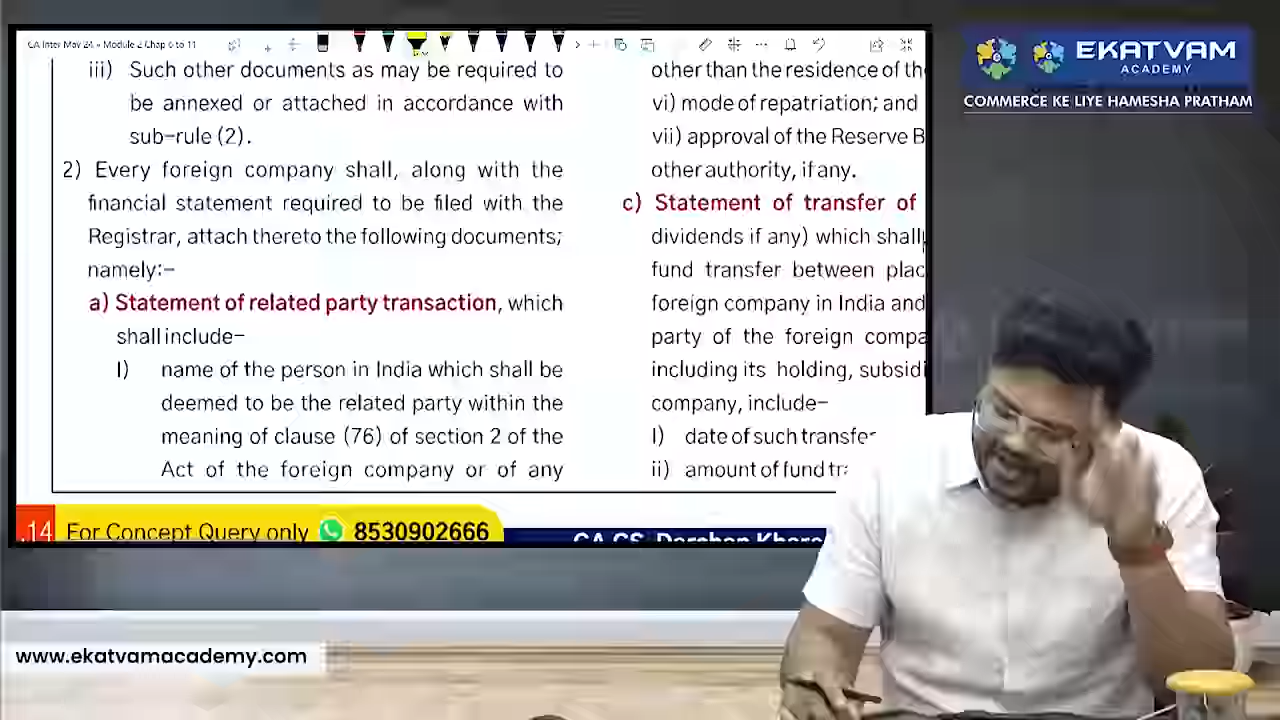 CA Inter May 24 - Module 2 Chap 6 to 11
iii) Such other documents as may be required to
be annexed or attached in accordance with
sub-rule (2).
2) Every foreign company shall, along with the
financial statement required to be filed with the
Registrar, attach thereto the following documents;
namely:-
a) Statement of related party transaction, which
shall include-
I) name of the person in India which shall be
deemed to be the related party within the
meaning of clause (76) of section 2 of the
Act of the foreign company or of any
other than the residence of
vi) mode of repatriation; and
vii) approval of the Reserve
other authority, if any.
c) Statement of transfer of
dividends if any) which shall
fund transfer between
foreign company in India and
party of the foreign
including its holding,
company, include-
I) date of such transfer
ii) amount of fund
.14 For Concept Query only 8530902666
CA CS Darshan Khare
EKATVAM
ACADEMY
COMMERCE KE LIYE HAMESHA PRATHAM
www.ekatvamacademy.com